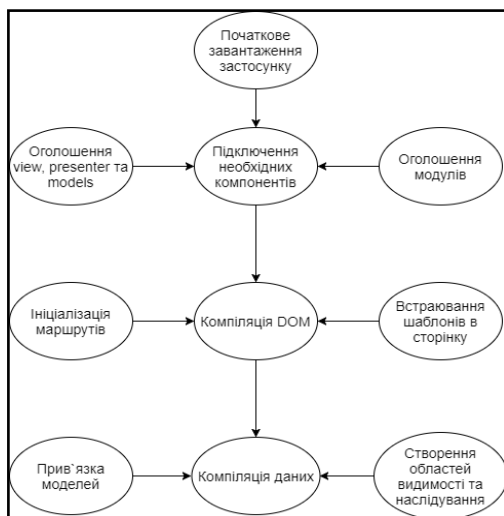 Початкове
завантаження
застосунку
Оголошення
view, presenter та
models
Підключення
необхідних
компонентів
Оголошення
модулів
Ініціалізація
маршрутів
Компіляція DOM
Встраювання
шаблонів в
сторінку
Прив`язка
моделей
Компіляція даних
Створення
областей
видимості та
наслідування